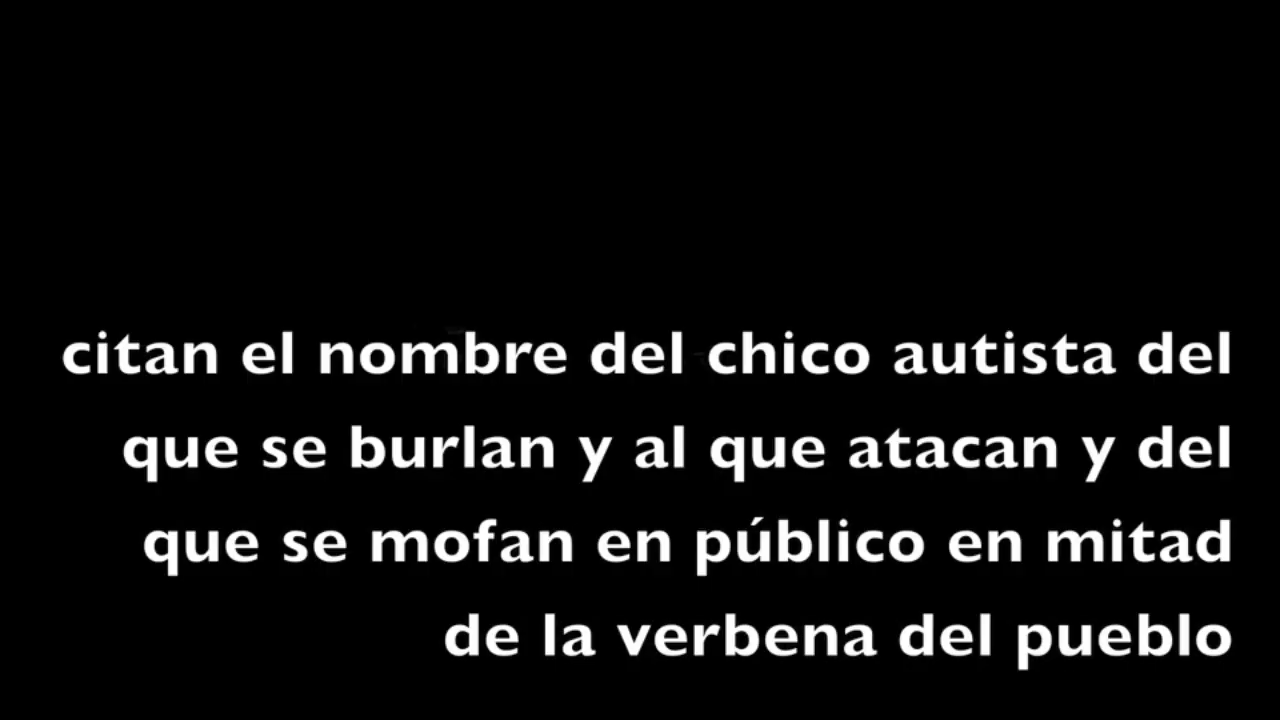 citan el nombre del chico autista del
que se burlan y al que atacan y del
que se mofan en público en mitad
de la verbena del pueblo